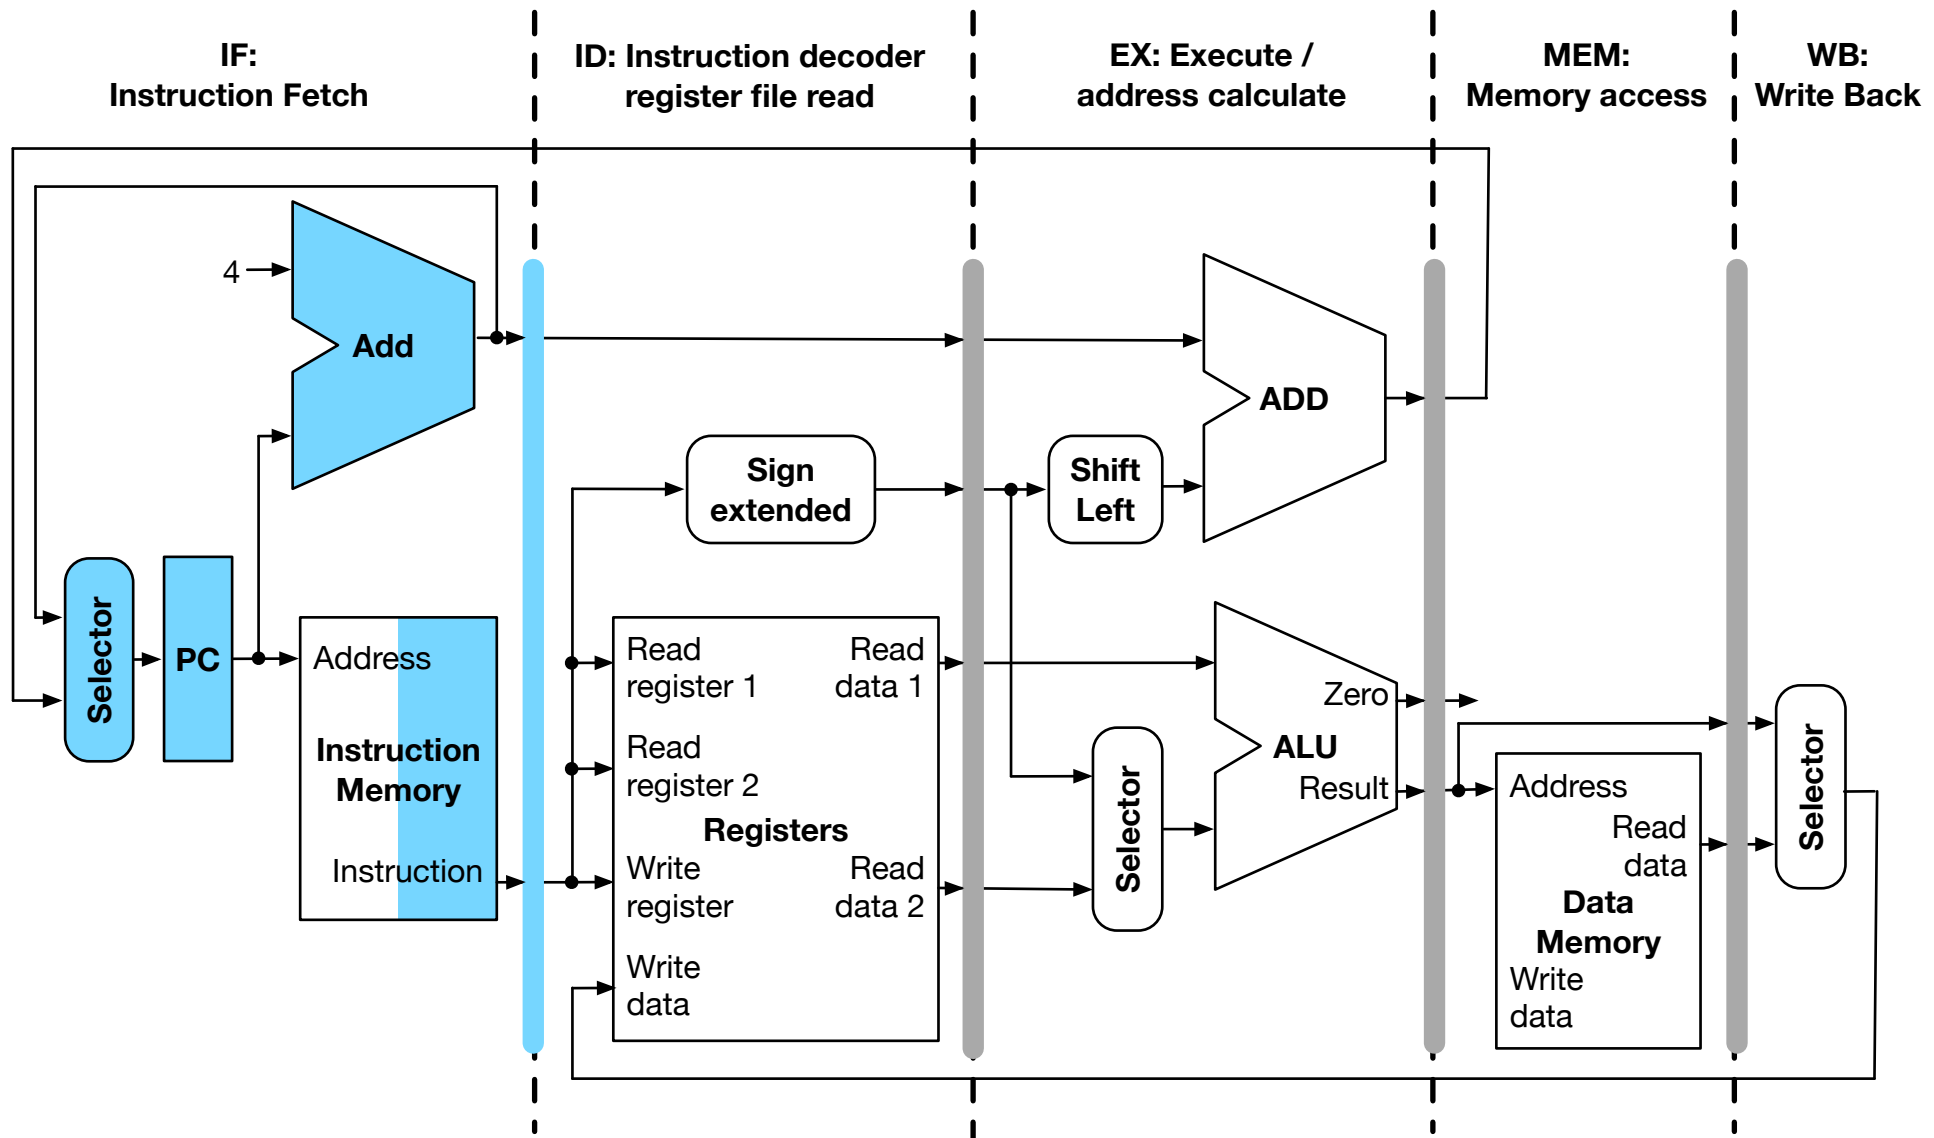 IF:
Instruction Fetch
ID: Instruction decoder
register file read
EX: Execute /
address calculate
MEM:
Memory access
WB:
Write Back
4
Add
ADD
Sign
extended
Shift
Left
Selector
PC
Address
Instruction
Memory
Instruction
Read
register 1
Read
data 1
Read
register 2
Registers
Write
register
Read
data 2
Write
data
Selector
Zero
ALU
Result
Address
Read
data
Data
Memory
Write
data
Selector